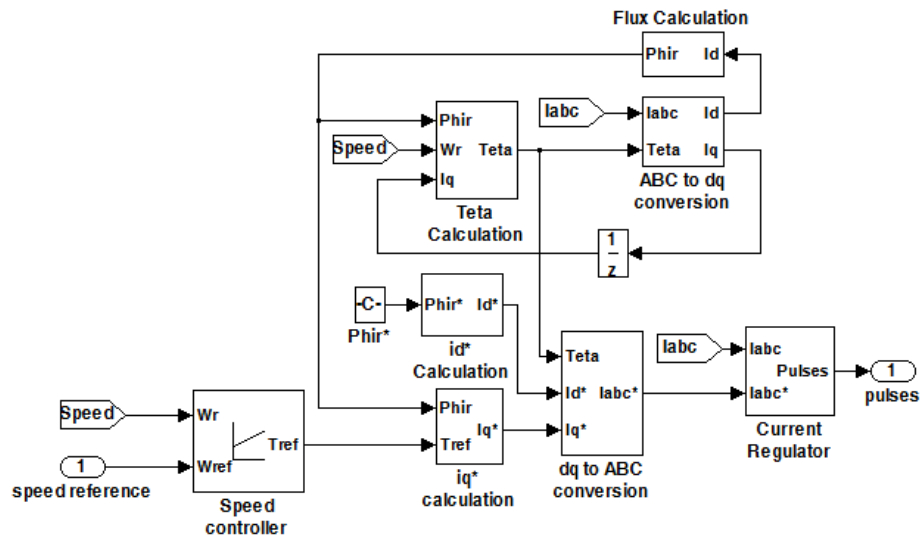 Flux Calculation
Phir Id
Iabc
Iabc Id
Teta Iq
ABC to dq
conversion
Phir
Speed
Wr Teta
Iq
Teta
Calculation
1
z
-C-
Phir*
Phir* Id*
id*
Calculation
Teta
Id* Iabc*
Iq*
dq to ABC
conversion
Iabc
Iabc
Pulses
Iabc*
Current
Regulator
1
pulses
Phir
Iq*
Tref
iq*
calculation
Speed
Wr
Tref
Wref
1
speed reference
Speed
controller